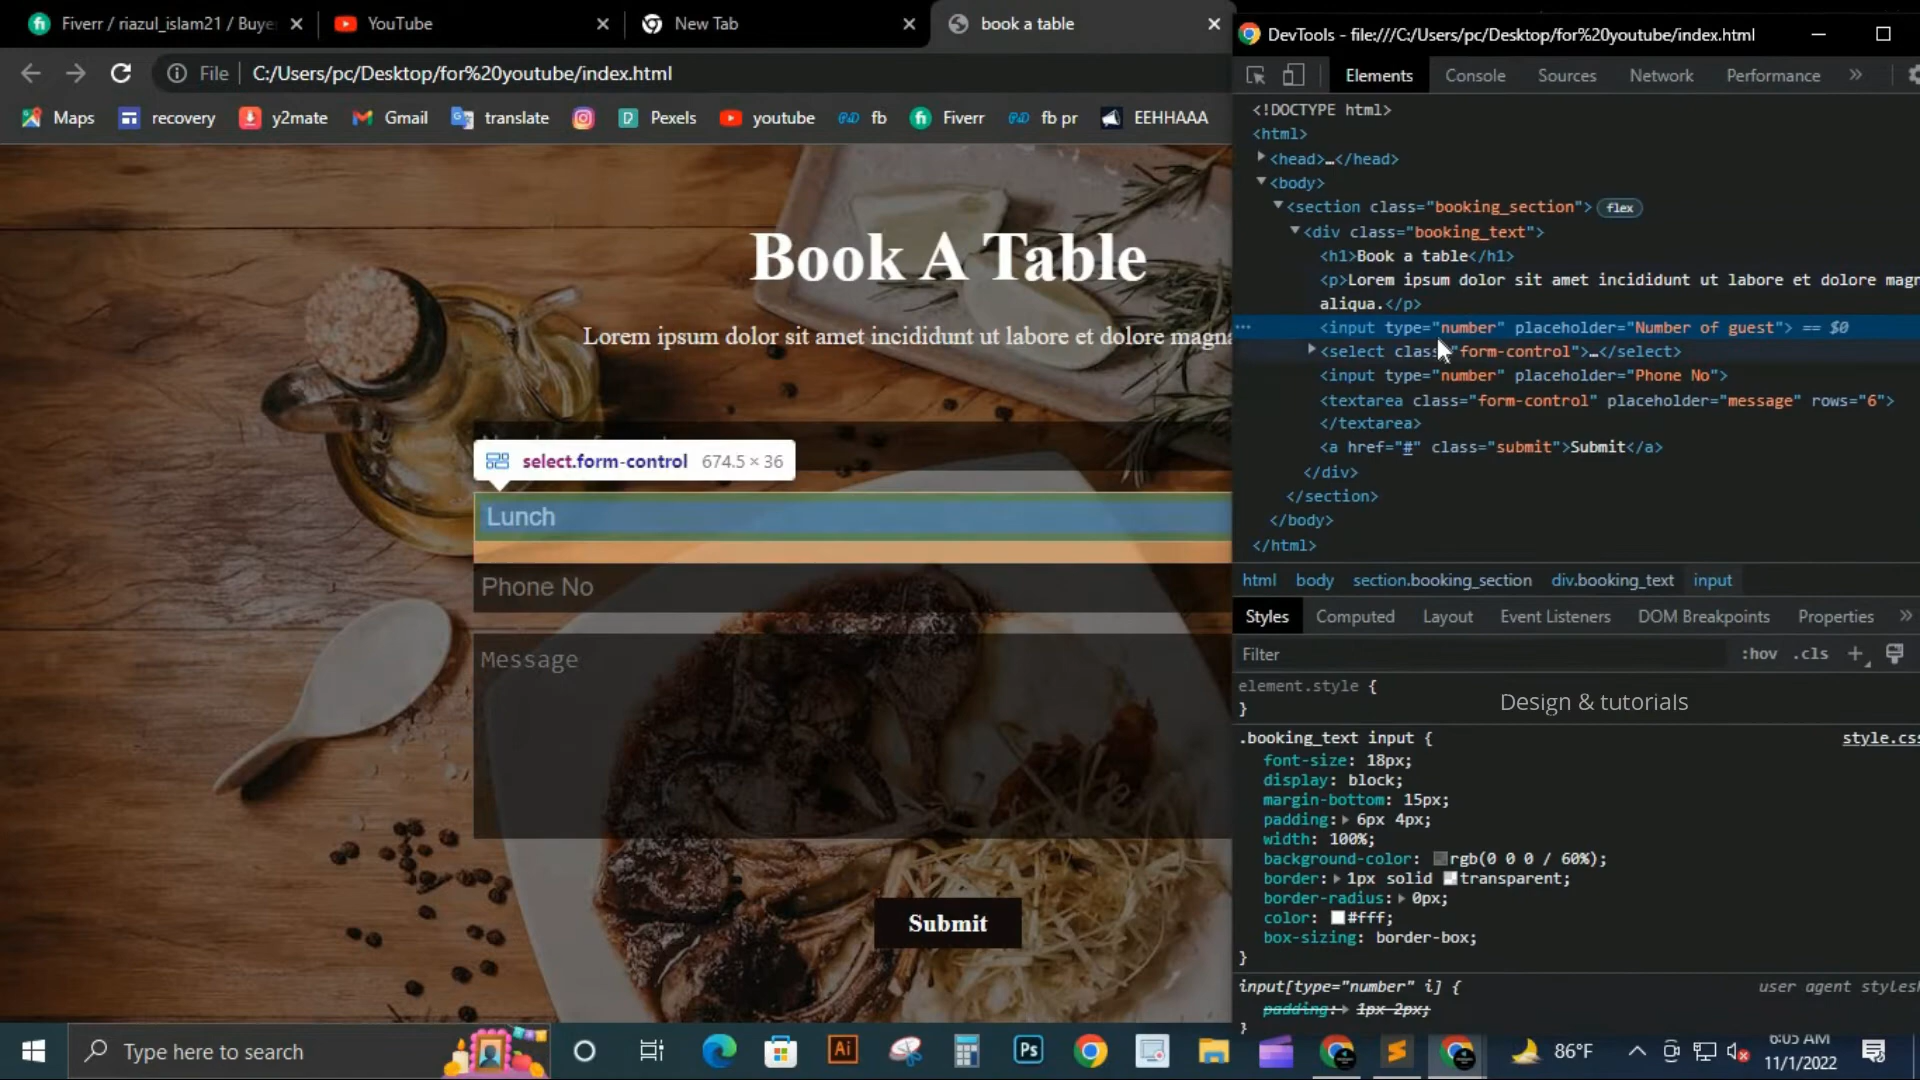 Fiverr / riazul_islam21 / Buye
YouTube
New Tab
book a table
DevTools - file:///C:/Users/pc/Desktop/for%20youtube/index.html
File
C:/Users/pc/Desktop/for%20youtube/index.html
Elements
Console
Sources
Network
Performance
Maps
recovery
y2mate
Gmail
translate
Pexels
youtube
fb
Fiverr
fb pr
EEHHAAA
<!DOCTYPE html>
<html>
<head>…</head>
<body>
<section class="booking_section">
flex
<div class="booking_text">
<h1>Book a table</h1>
<p>Lorem ipsum dolor sit amet incididunt ut labore et dolore magn
aliqua.</p>
<input type="number" placeholder="Number of guest"> == $0
<select clas "form-control">…</select>
<input type="number" placeholder="Phone No">
<textarea class="form-control" placeholder="message" rows="6">
</textarea>
<a href="#" class="submit">Submit</a>
</div>
</section>
</body>
</html>
Book A Table
Lorem ipsum dolor sit amet incididunt ut labore et dolore magna
select.form-control 674.5 × 36
Lunch
Phone No
Message
Submit
html body section.booking_section div.booking_text input
Styles
Computed
Layout
Event Listeners
DOM Breakpoints
Properties
Filter
:hov .cls
element.style {
}
Design & tutorials
.booking_text input {
style.css
font-size: 18px;
display: block;
margin-bottom: 15px;
padding: 6px 4px;
width: 100%;
background-color: rgb(0 0 0 / 60%);
border: 1px solid transparent;
border-radius: 0px;
color: #fff;
box-sizing: border-box;
}
input[type="number" i] {
user agent stylesh
padding: 1px 2px;
}
Type here to search
Ai
Ps
86°F
6:05 AM
11/1/2022